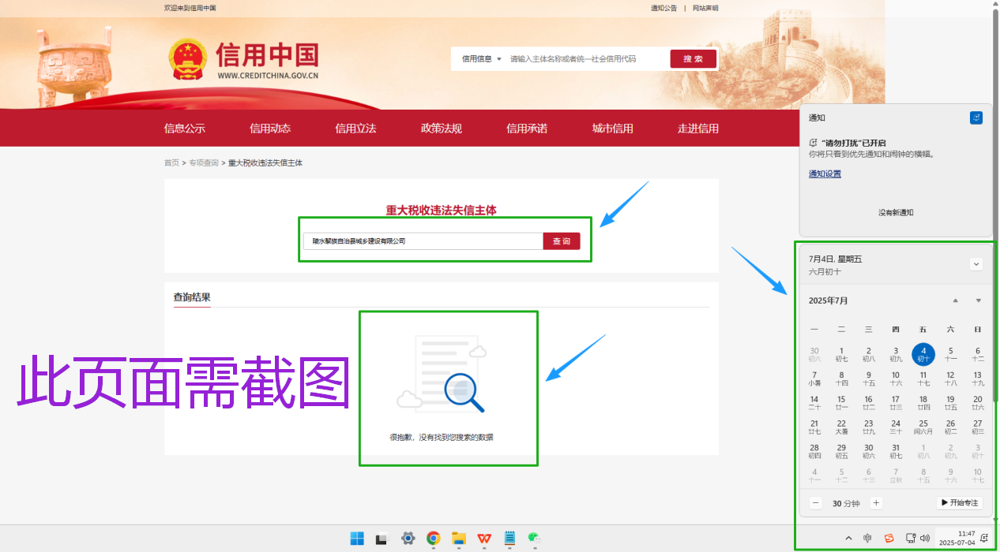 欢迎来到信用中国
通知公告 | 网站声明
信用中国
WWW.CREDITCHINA.GOV.CN
信用信息 请输入主体名称或者统一社会信用代码 搜索
信息公示 信用动态 信用立法 政策法规 信用承诺 城市信用 走进信用
首页 > 专项查询 > 重大税收违法失信主体
重大税收违法失信主体
陵水解族自治县城乡建设有限公司 查询
查询结果
很抱歉，没有找到您搜索的数据
此页面需截图
通知
“请勿打扰”已开启
你将只看到优先通知和闹钟的横幅。
通知设置
没有新通知
7月4日, 星期五
六月初十
2025年7月
一 二 三 四 五 六 日
30 1 2 3 4 5 6
初六 初七 初八 初九 初十 十一 十二
7 8 9 10 11 12 13
小暑 十四 十五 十六 十七 十八 十九
14 15 16 17 18 19 20
二十 廿一 廿二 廿三 廿四 廿五 廿六
21 22 23 24 25 26 27
廿七 大暑 廿九 三十 闰六月 初二 初三
28 29 30 31 1 2 3
初四 初五 初六 初七 初八 初九 初十
4 5 6 7 8 9 10
十一 十二 十三 立秋 十五 十六 十七
30 分钟 开始专注
中
11:47
2025-07-04